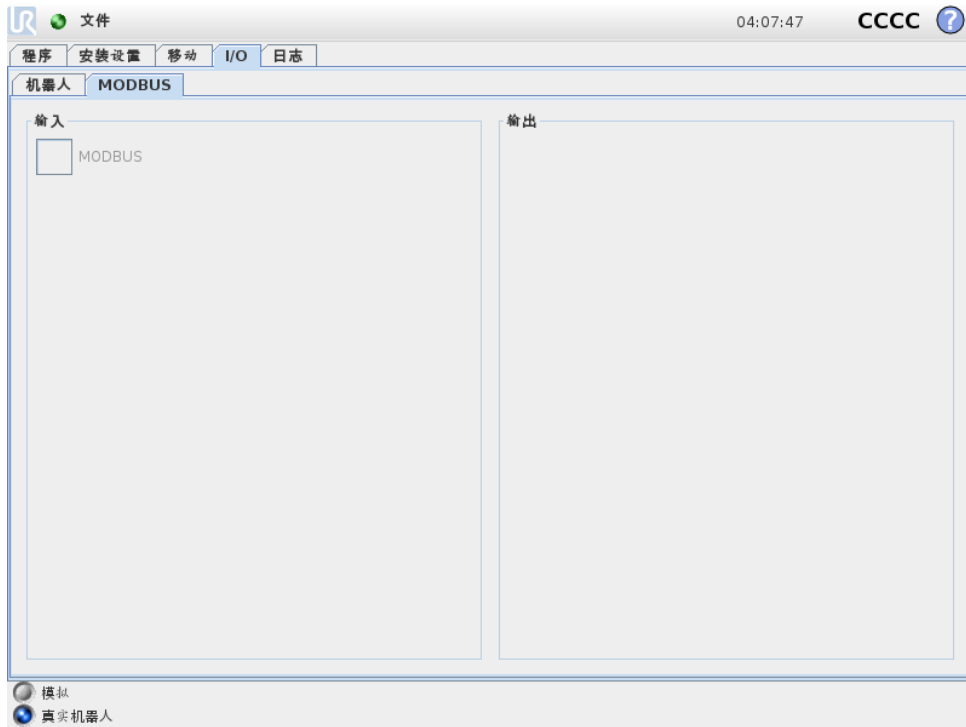 UR 文件 04:07:47 CCCC ?
程序 安装设置 移动 I/O 日志
机器人 MODBUS
输入 输出
MODBUS
模拟
真实机器人